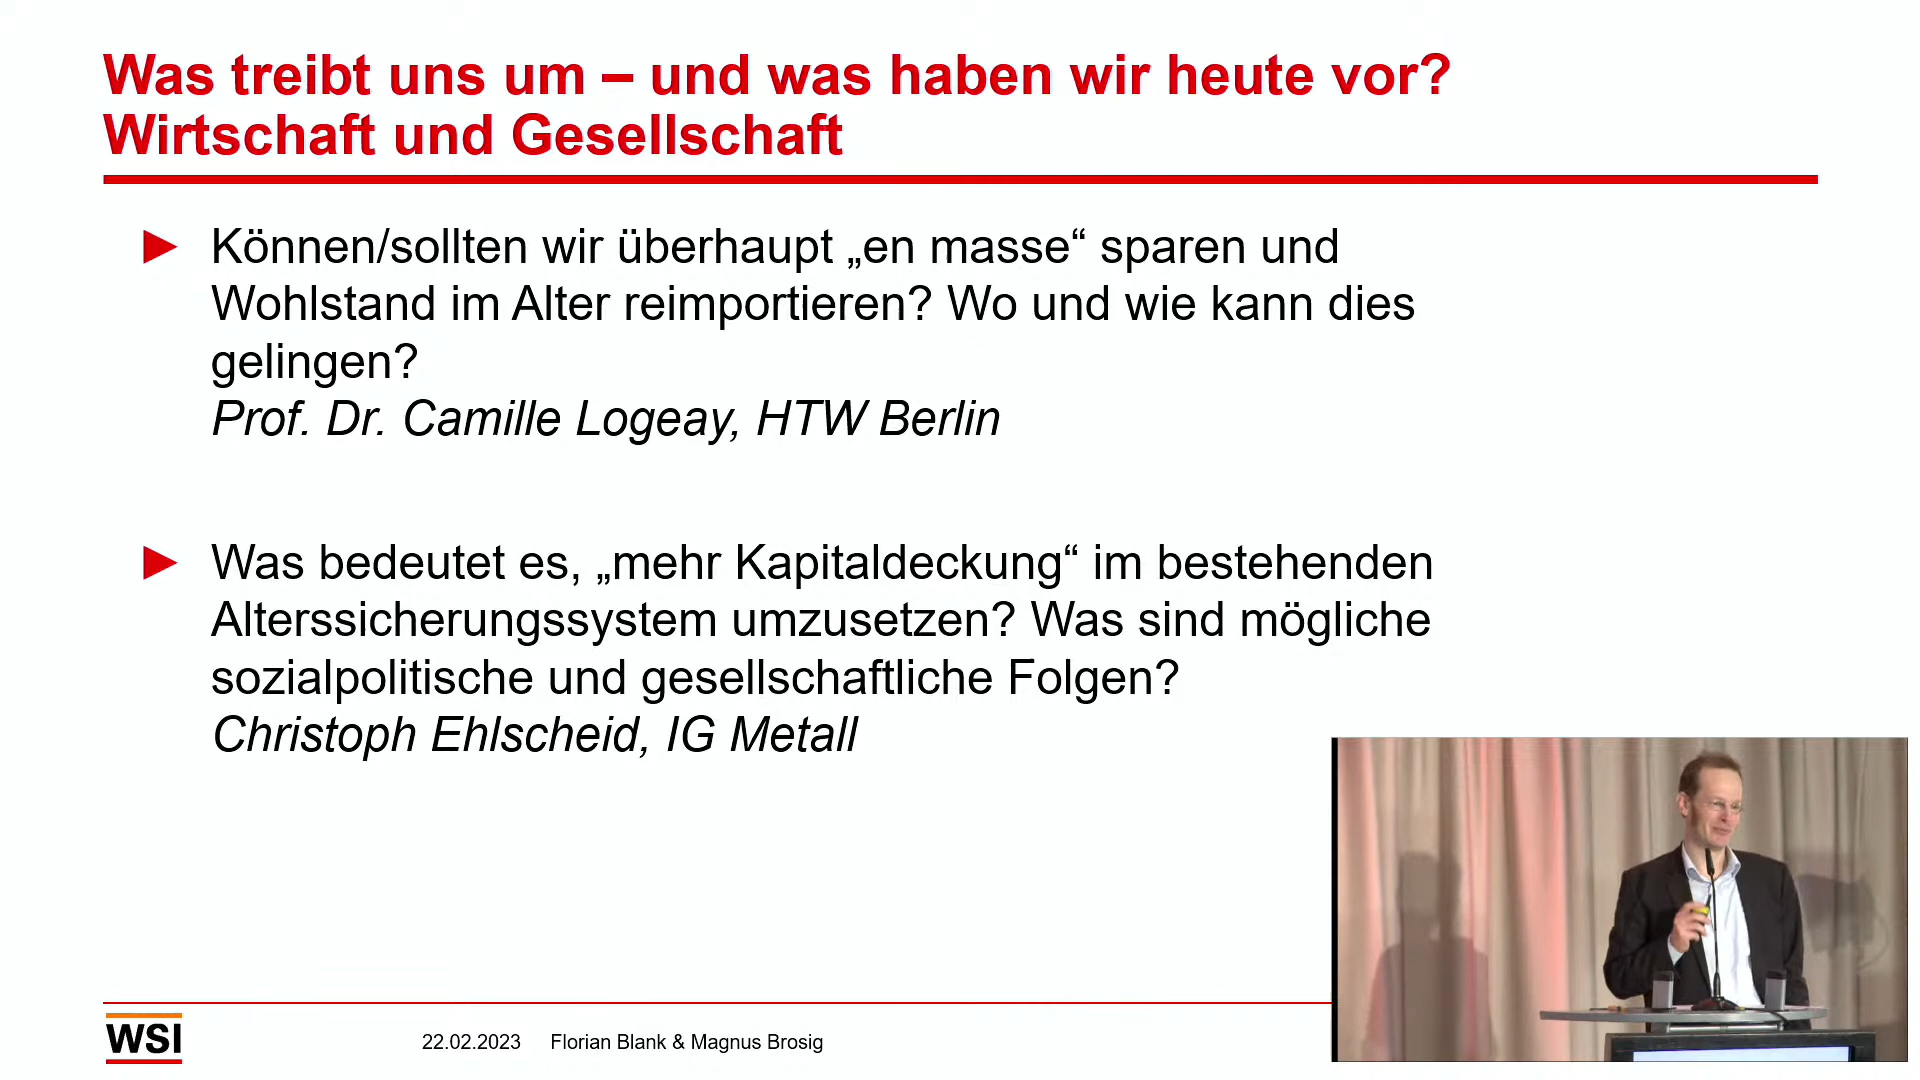 Was treibt uns um – und was haben wir heute vor?
Wirtschaft und Gesellschaft
Können/sollten wir überhaupt „en masse“ sparen und
Wohlstand im Alter reimportieren? Wo und wie kann dies
gelingen?
Prof. Dr. Camille Logeay, HTW Berlin
Was bedeutet es, „mehr Kapitaldeckung“ im bestehenden
Alterssicherungssystem umzusetzen? Was sind mögliche
sozialpolitische und gesellschaftliche Folgen?
Christoph Ehlscheid, IG Metall
WSI
22.02.2023 Florian Blank & Magnus Brosig